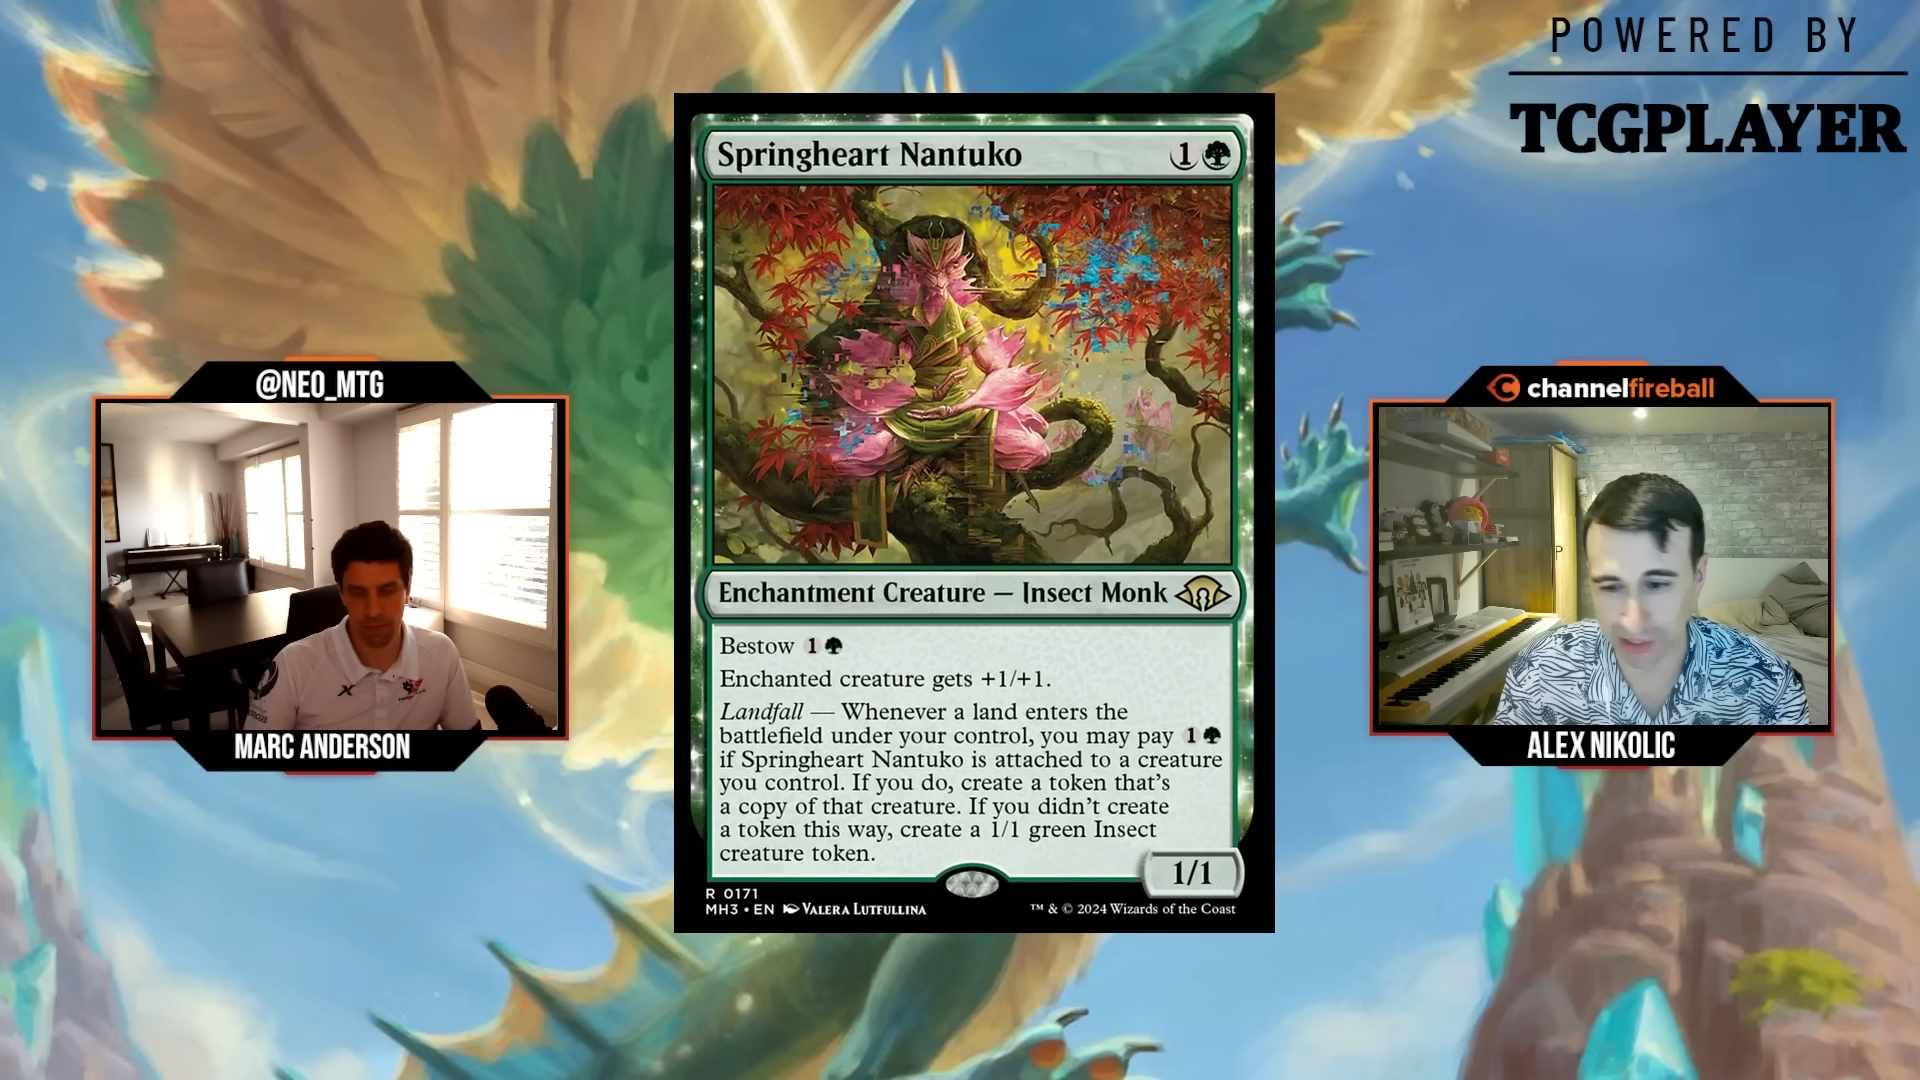 POWERED BY
TCGPLAYER
Springheart Nantuko 1
Enchantment Creature — Insect Monk
Bestow 1
Enchanted creature gets +1/+1.
Landfall — Whenever a land enters the
battlefield under your control, you may pay 1
if Springheart Nantuko is attached to a creature
you control. If you do, create a token that's
a copy of that creature. If you didn't create
a token this way, create a 1/1 green Insect
creature token.
1/1
R 0171
MH3 • EN VALERA LUTFULLINA
™ & © 2024 Wizards of the Coast
@NEO_MTG
MARC ANDERSON
channelfireball
P
ALEX NIKOLIC